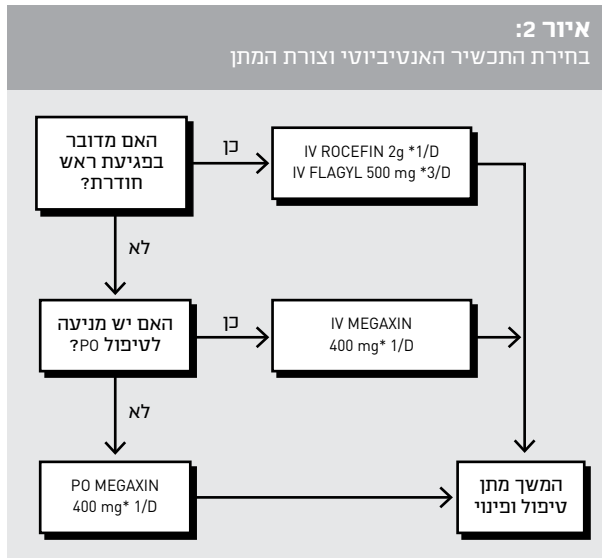 איור 2:
בחירת התכשיר האנטיביוטי וצורת המתן
האם מדובר
בפגיעת ראש
חודרת?
כן
IV ROCEFIN 2g *1/D
IV FLAGYL 500 mg *3/D
לא
האם יש מניעה
לטיפול PO?
כן
IV MEGAXIN
400 mg* 1/D
לא
PO MEGAXIN
400 mg* 1/D
המשך מתן
טיפול ופינוי